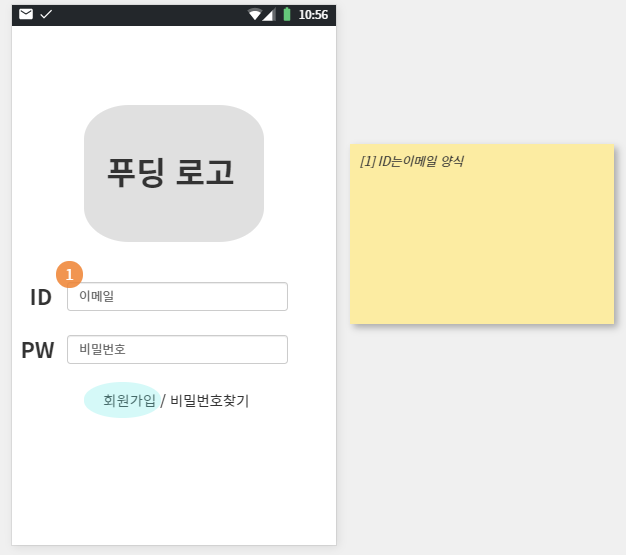 10:56
푸딩 로고
[1] ID는이메일 양식
1
ID 이메일
PW 비밀번호
회원가입 / 비밀번호찾기